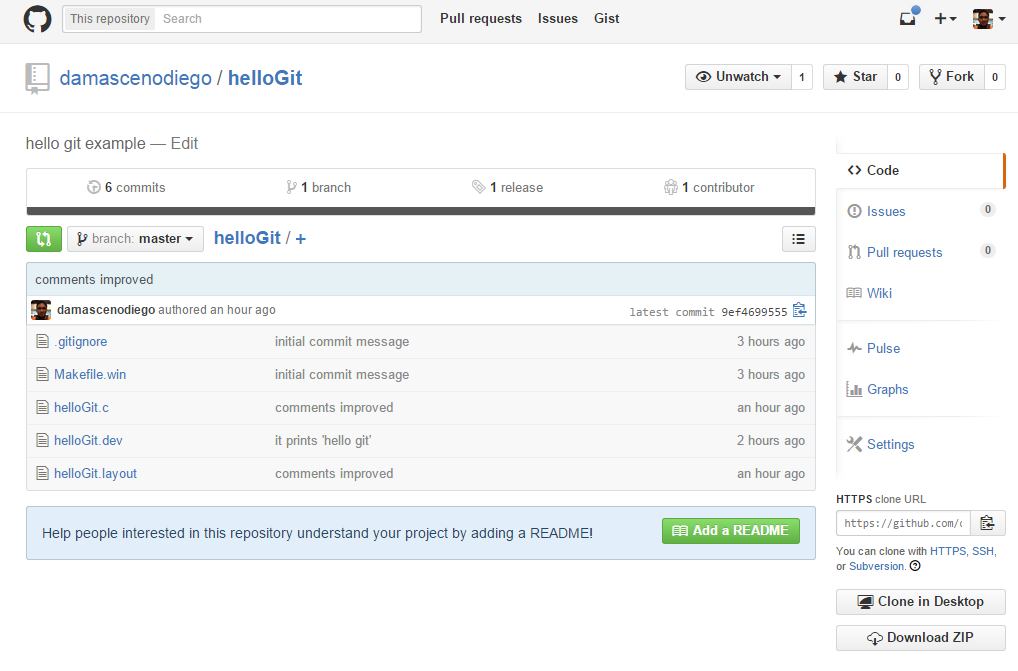 This repository Search Pull requests Issues Gist
damascenodiego / helloGit Unwatch 1 Star 0 Fork 0
hello git example — Edit
6 commits 1 branch 1 release 1 contributor
branch: master helloGit / +
comments improved
damascenodiego authored an hour ago latest commit 9ef4699555
.gitignore initial commit message 3 hours ago
Makefile.win initial commit message 3 hours ago
helloGit.c comments improved an hour ago
helloGit.dev it prints 'hello git' 2 hours ago
helloGit.layout comments improved an hour ago
Help people interested in this repository understand your project by adding a README! Add a README
Code
Issues 0
Pull requests 0
Wiki
Pulse
Graphs
Settings
HTTPS clone URL
https://github.com/
You can clone with HTTPS, SSH,
or Subversion.
Clone in Desktop
Download ZIP